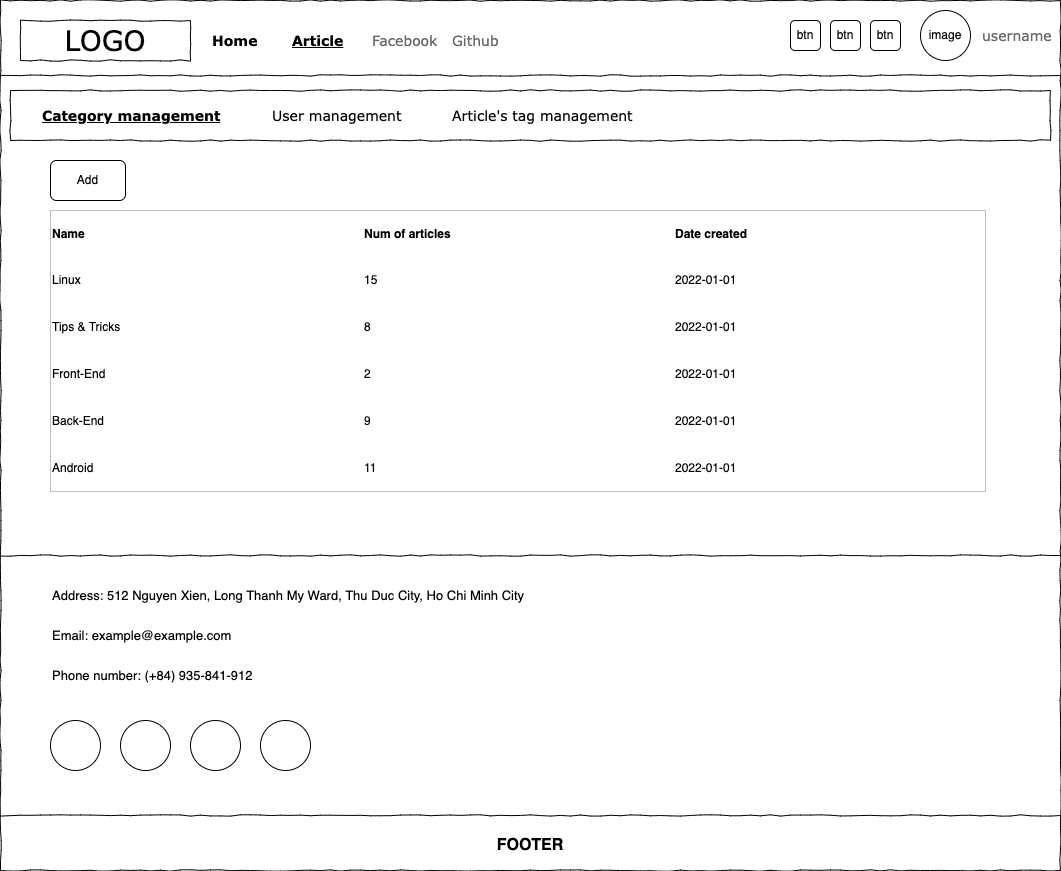 LOGO Home Article Facebook Github btn btn btn image username
Category management User management Article's tag management
Add
Name Num of articles Date created
Linux 15 2022-01-01
Tips & Tricks 8 2022-01-01
Front-End 2 2022-01-01
Back-End 9 2022-01-01
Android 11 2022-01-01
Address: 512 Nguyen Xien, Long Thanh My Ward, Thu Duc City, Ho Chi Minh City
Email: example@example.com
Phone number: (+84) 935-841-912
FOOTER